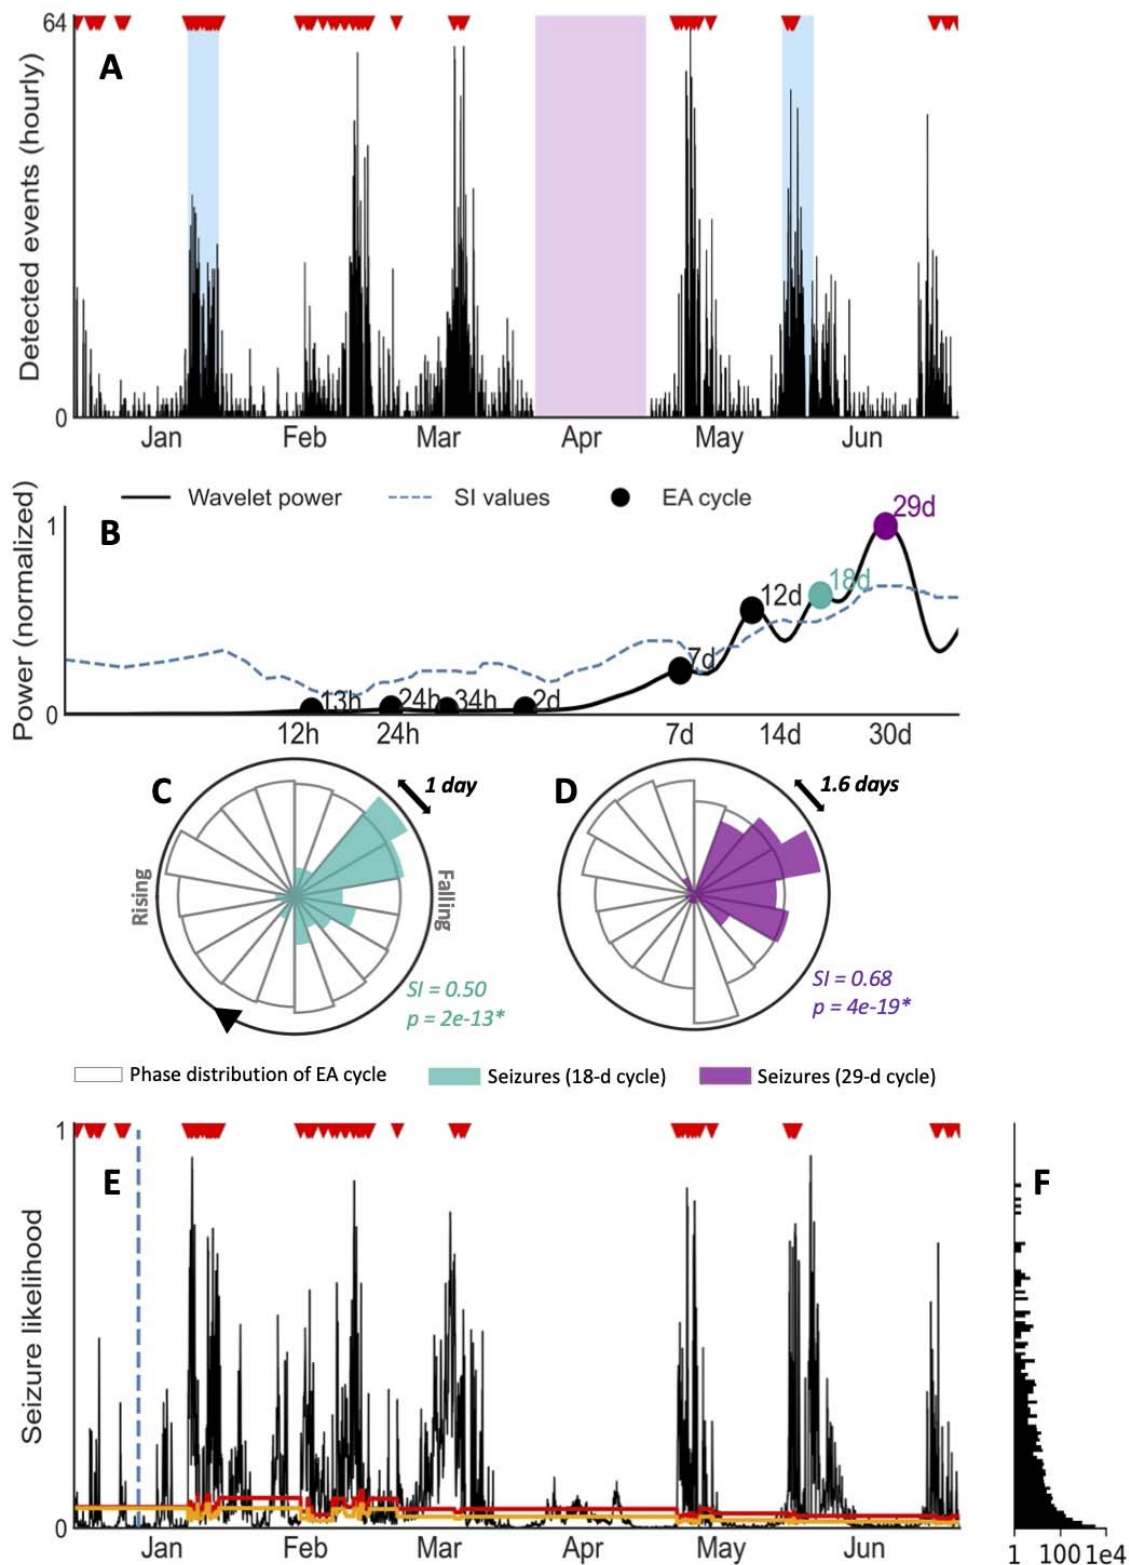 64
A
Detected events (hourly)
0
Jan Feb Mar Apr May Jun
Wavelet power SI values EA cycle
Power (normalized)
1
B
29d
18d
12d
7d
13h 24h 34h 2d
0
12h 24h 7d 14d 30d
C 1 day D 1.6 days
Rising Falling
SI = 0.50 SI = 0.68
p = 2e-13* p = 4e-19*
Phase distribution of EA cycle Seizures (18-d cycle) Seizures (29-d cycle)
1
E F
Seizure likelihood
0
Jan Feb Mar Apr May Jun
1 100 1e4